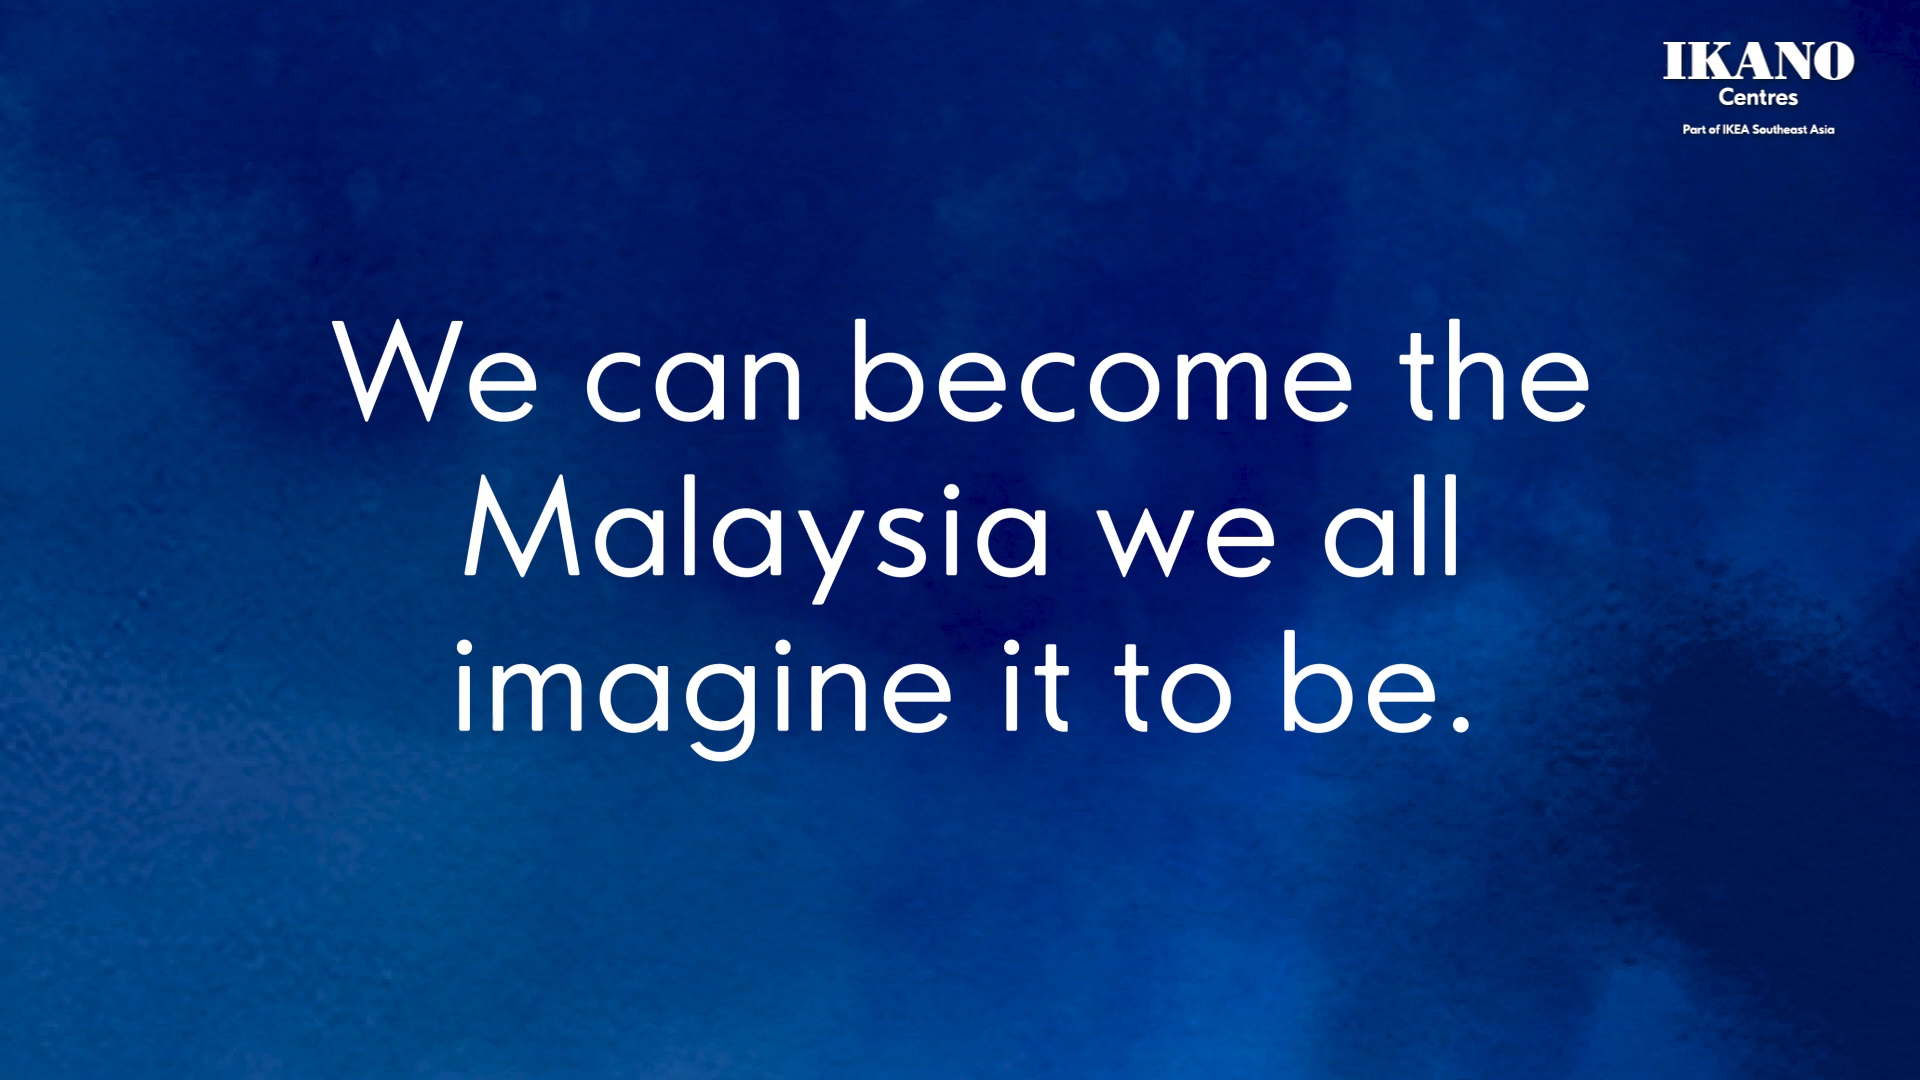 IKANO
Centres
Part of IKEA Southeast Asia
We can become the
Malaysia we all
imagine it to be.